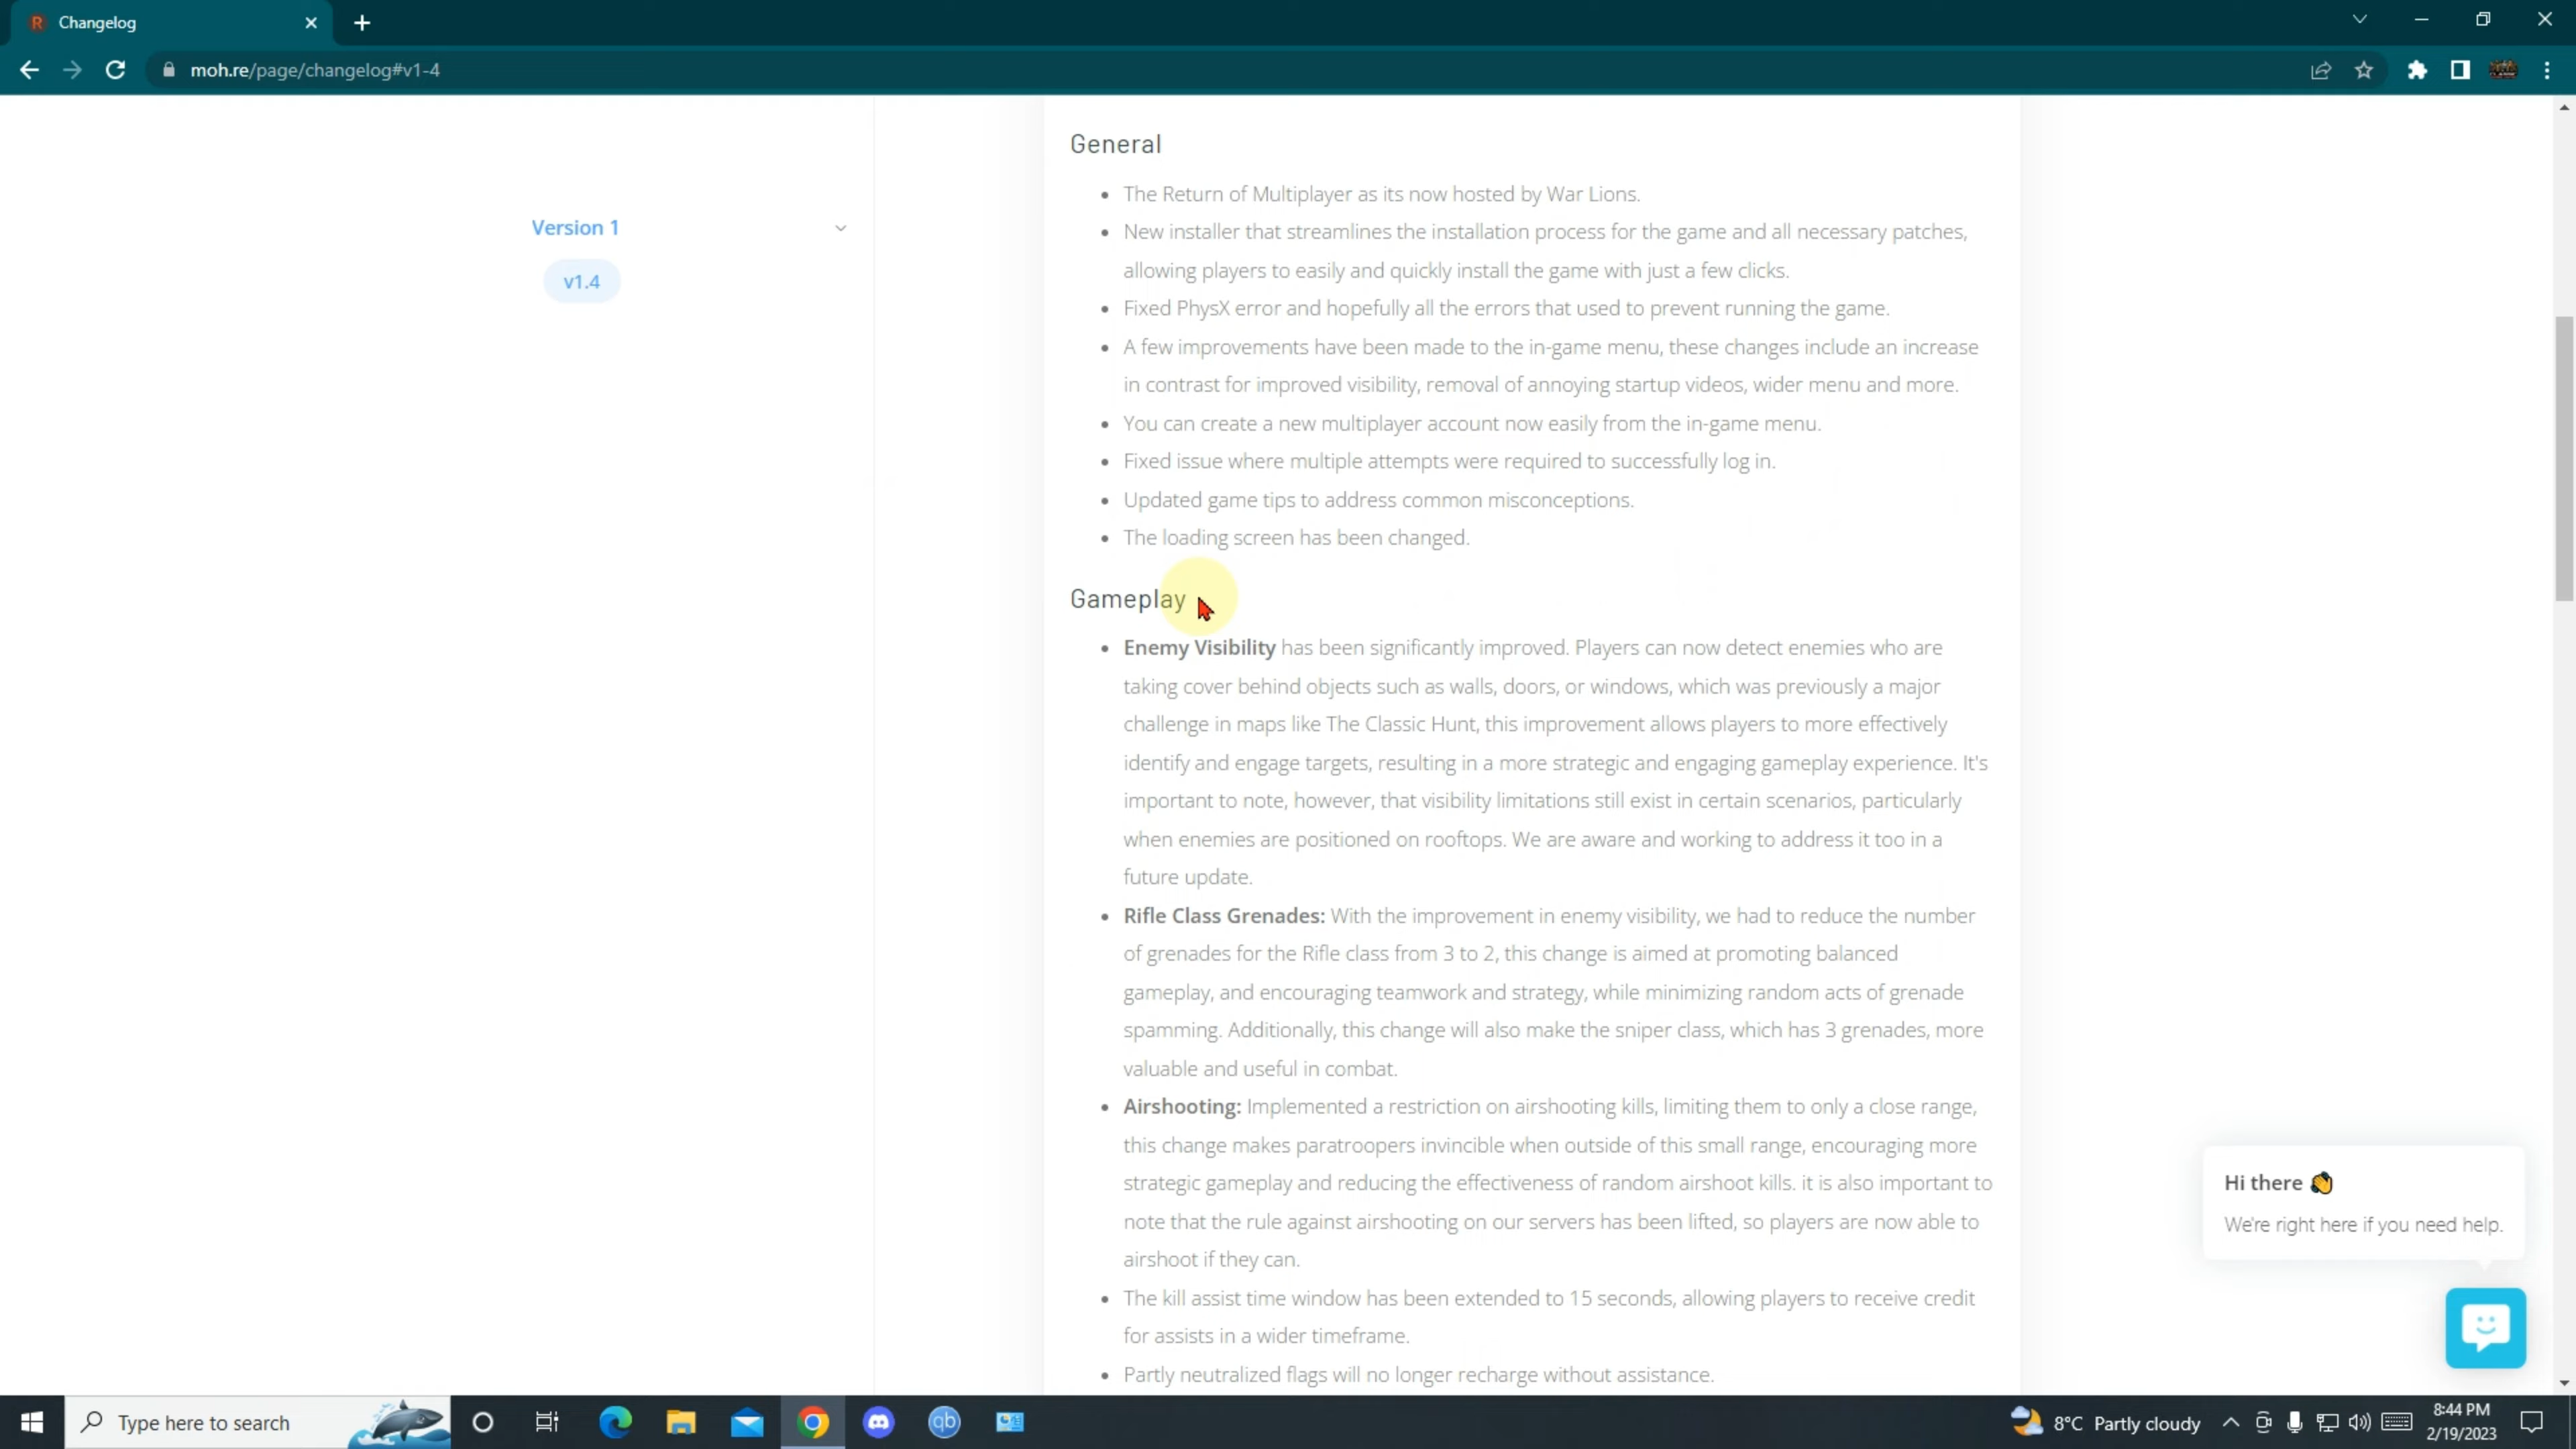 Changelog
moh.re/page/changelog#v1-4
Version 1
v1.4
General
The Return of Multiplayer as its now hosted by War Lions.
New installer that streamlines the installation process for the game and all necessary patches,
allowing players to easily and quickly install the game with just a few clicks.
Fixed PhysX error and hopefully all the errors that used to prevent running the game.
A few improvements have been made to the in-game menu, these changes include an increase
in contrast for improved visibility, removal of annoying startup videos, wider menu and more.
You can create a new multiplayer account now easily from the in-game menu.
Fixed issue where multiple attempts were required to successfully log in.
Updated game tips to address common misconceptions.
The loading screen has been changed.
Gameplay
Enemy Visibility has been significantly improved. Players can now detect enemies who are
taking cover behind objects such as walls, doors, or windows, which was previously a major
challenge in maps like The Classic Hunt, this improvement allows players to more effectively
identify and engage targets, resulting in a more strategic and engaging gameplay experience. It's
important to note, however, that visibility limitations still exist in certain scenarios, particularly
when enemies are positioned on rooftops. We are aware and working to address it too in a
future update.
Rifle Class Grenades: With the improvement in enemy visibility, we had to reduce the number
of grenades for the Rifle class from 3 to 2, this change is aimed at promoting balanced
gameplay, and encouraging teamwork and strategy, while minimizing random acts of grenade
spamming. Additionally, this change will also make the sniper class, which has 3 grenades, more
valuable and useful in combat.
Airshooting: Implemented a restriction on airshooting kills, limiting them to only a close range,
this change makes paratroopers invincible when outside of this small range, encouraging more
strategic gameplay and reducing the effectiveness of random airshoot kills. it is also important to
note that the rule against airshooting on our servers has been lifted, so players are now able to
airshoot if they can.
The kill assist time window has been extended to 15 seconds, allowing players to receive credit
for assists in a wider timeframe.
Partly neutralized flags will no longer recharge without assistance.
Hi there 👋
We're right here if you need help.
Type here to search
qb
8°C Partly cloudy
8:44 PM
2/19/2023